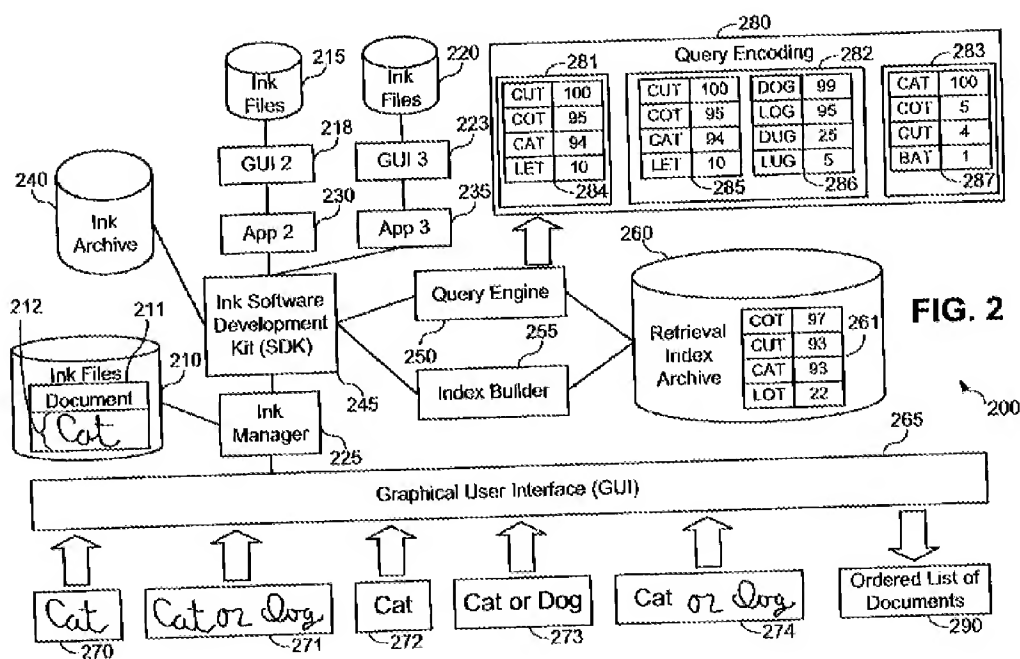 280
Query Encoding
215
220
281
282
283
Ink
Files
Ink
Files
CUT 100
COT 95
CAT 94
LET 10
CUT 100
COT 95
CAT 94
LET 10
DOG 99
LOG 95
DUG 25
LUG 5
CAT 100
COT 5
CUT 4
BAT 1
284
285
286
287
218
223
GUI 2
GUI 3
240
230
235
Ink
Archive
App 2
App 3
260
212
211
Ink Software
Development
Kit (SDK)
Query Engine
250
255
Retrieval
Index
Archive
COT 97
CUT 93
CAT 93
LOT 22
261
FIG. 2
210
Ink Files
Document
Cat
245
Index Builder
200
Ink
Manager
225
265
Graphical User Interface (GUI)
Cat
Cat or Dog
Cat
Cat or Dog
Cat or Dog
Ordered List of
Documents
270
271
272
273
274
290